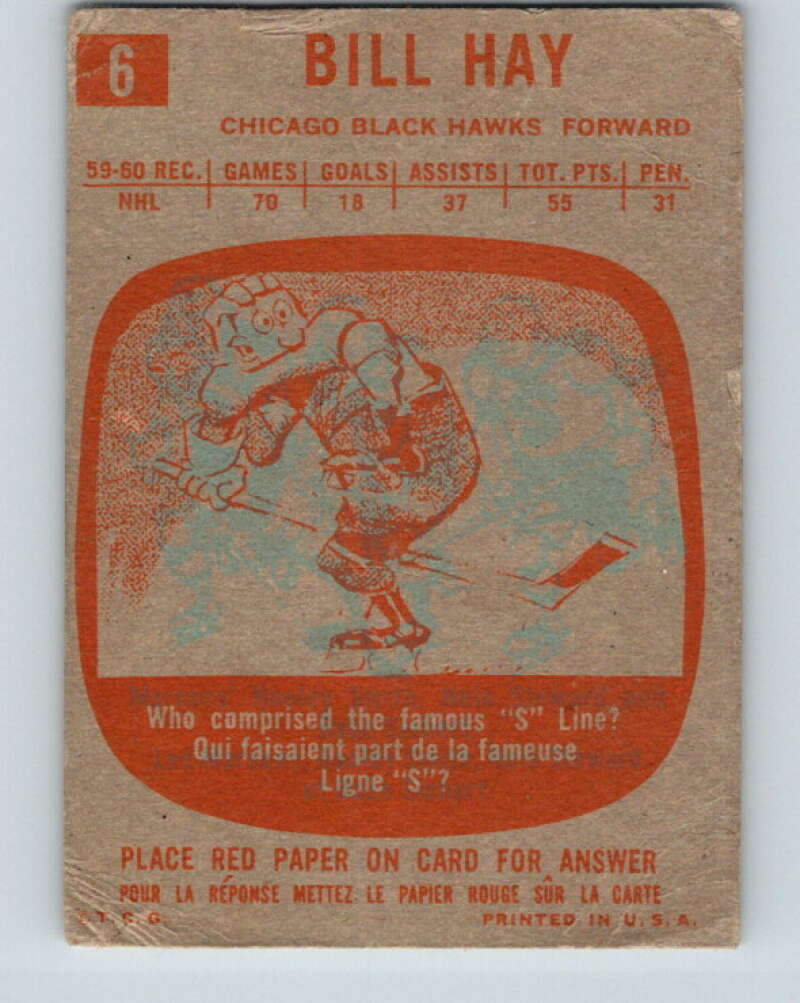 6
BILL HAY
CHICAGO BLACK HAWKS FORWARD
59-60 REC. GAMES GOALS ASSISTS TOT. PTS. PEN.
NHL 70 18 37 55 31
Who comprised the famous "S" Line?
Qui faisaient part de la fameuse
Ligne "S"?
PLACE RED PAPER ON CARD FOR ANSWER
POUR LA RÉPONSE METTEZ LE PAPIER ROUGE SÛR LA CARTE
T. C. G. PRINTED IN U. S. A.